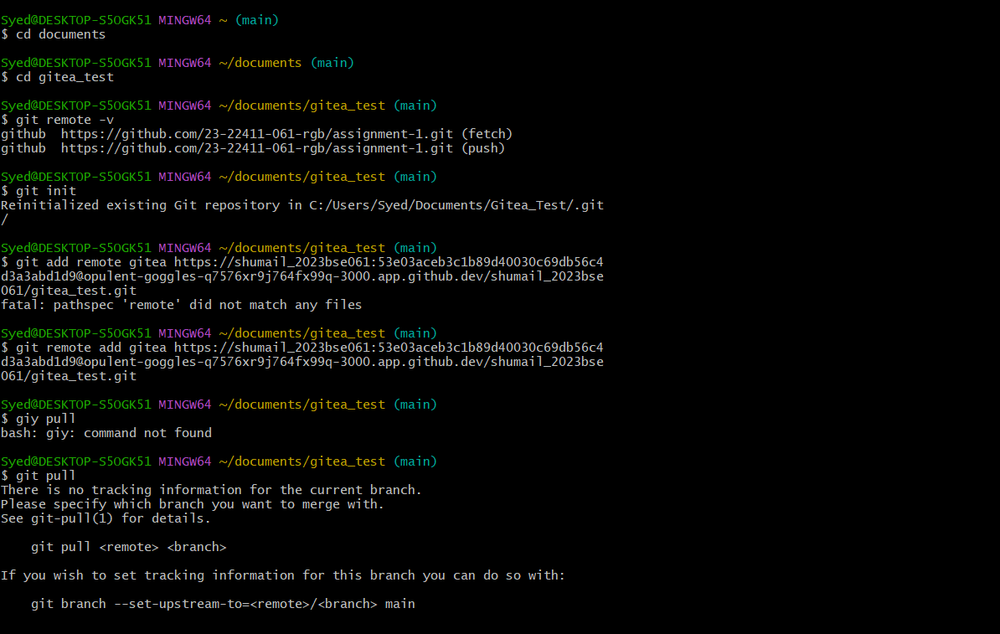 Syed@DESKTOP-S5OGK51 MINGW64 ~ (main)
$ cd documents
Syed@DESKTOP-S5OGK51 MINGW64 ~/documents (main)
$ cd gitea_test
Syed@DESKTOP-S5OGK51 MINGW64 ~/documents/gitea_test (main)
$ git remote -v
github  https://github.com/23-22411-061-rgb/assignment-1.git (fetch)
github  https://github.com/23-22411-061-rgb/assignment-1.git (push)
Syed@DESKTOP-S5OGK51 MINGW64 ~/documents/gitea_test (main)
$ git init
Reinitialized existing Git repository in C:/Users/Syed/Documents/Gitea_Test/.git
/
Syed@DESKTOP-S5OGK51 MINGW64 ~/documents/gitea_test (main)
$ git add remote gitea https://shumail_2023bse061:53e03aceb3c1b89d40030c69db56c4
d3a3abd1d9@opulent-goggles-q7576xr9j764fx99q-3000.app.github.dev/shumail_2023bse
061/gitea_test.git
fatal: pathspec 'remote' did not match any files
Syed@DESKTOP-S5OGK51 MINGW64 ~/documents/gitea_test (main)
$ git remote add gitea https://shumail_2023bse061:53e03aceb3c1b89d40030c69db56c4
d3a3abd1d9@opulent-goggles-q7576xr9j764fx99q-3000.app.github.dev/shumail_2023bse
061/gitea_test.git
Syed@DESKTOP-S5OGK51 MINGW64 ~/documents/gitea_test (main)
$ giy pull
bash: giy: command not found
Syed@DESKTOP-S5OGK51 MINGW64 ~/documents/gitea_test (main)
$ git pull
There is no tracking information for the current branch.
Please specify which branch you want to merge with.
See git-pull(1) for details.
    git pull <remote> <branch>
If you wish to set tracking information for this branch you can do so with:
    git branch --set-upstream-to=<remote>/<branch> main